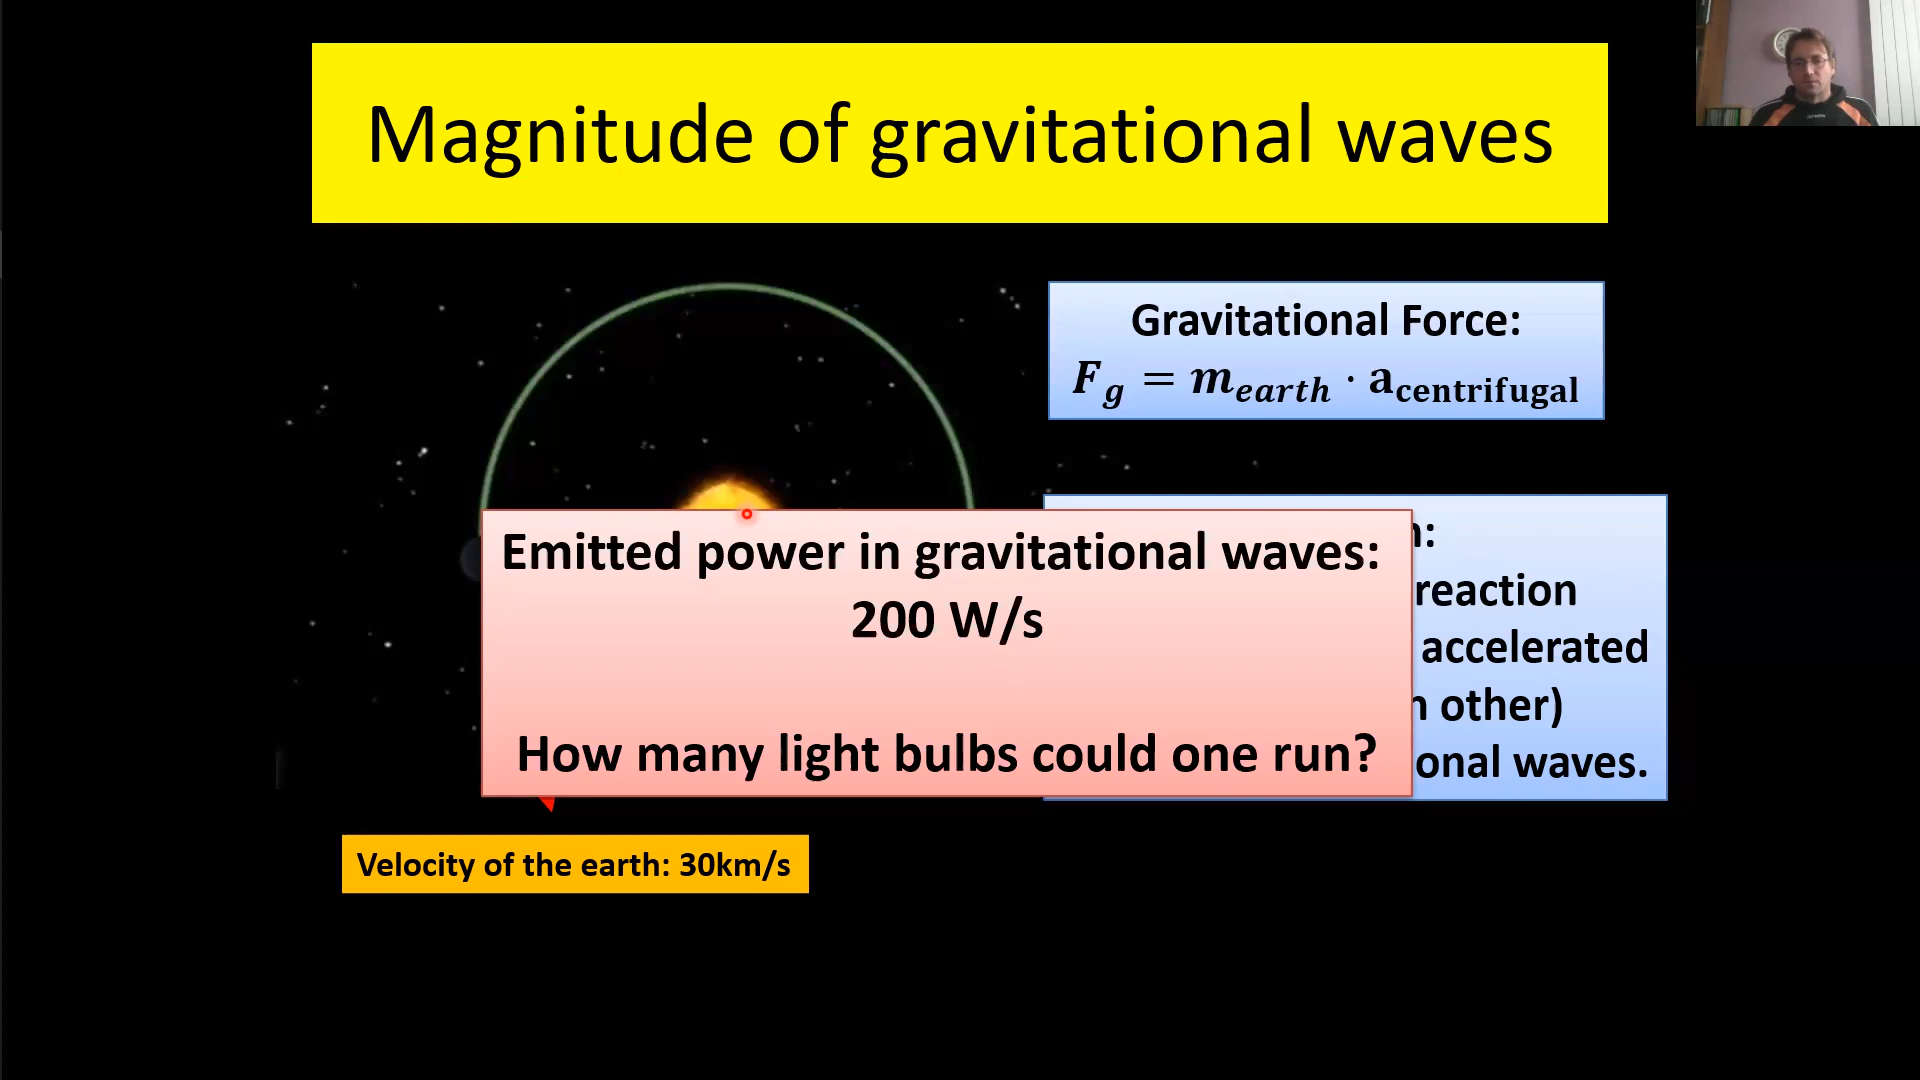 Magnitude of gravitational waves
Gravitational Force:
F_g = m_earth · a_centrifugal
Emitted power in gravitational waves:
200 W/s
How many light bulbs could one run?
reaction
accelerated
other)
waves.
Velocity of the earth: 30km/s